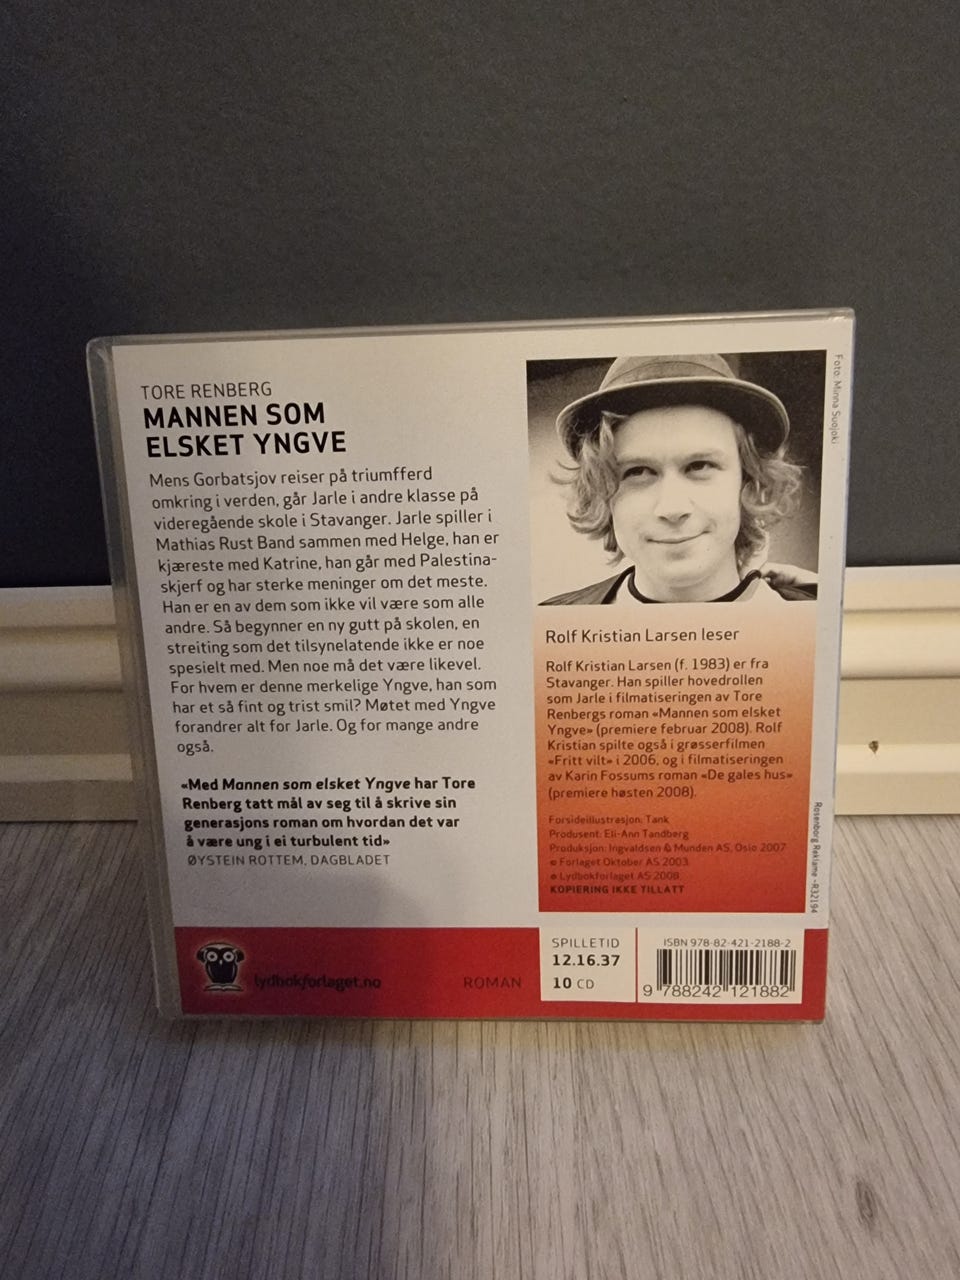 TORE RENBERG
MANNEN SOM
ELSKET YNGVE
Mens Gorbatsjov reiser på triumfferd
omkring i verden, går Jarle i andre klasse på
videregående skole i Stavanger. Jarle spiller i
Mathias Rust Band sammen med Helge, han er
kjæreste med Katrine, han går med Palestina-
skjerf og har sterke meninger om det meste.
Han er en av dem som ikke vil være som alle
andre. Så begynner en ny gutt på skolen, en
streiting som det tilsynelatende ikke er noe
spesielt med. Men noe må det være likevel.
For hvem er denne merkelige Yngve, han som
har et så fint og trist smil? Møtet med Yngve
forandrer alt for Jarle. Og for mange andre
også.
«Med Mannen som elsket Yngve har Tore
Renberg tatt mål av seg til å skrive sin
generasjons roman om hvordan det var
å være ung i ei turbulent tid»
ØYSTEIN ROTTEM, DAGBLADET
Foto: Minna Suojoki
Rolf Kristian Larsen leser
Rolf Kristian Larsen (f. 1983) er fra
Stavanger. Han spiller hovedrollen
som Jarle i filmatiseringen av Tore
Renbergs roman «Mannen som elsket
Yngve» (premiere februar 2008). Rolf
Kristian spilte også i grøsserfilmen
«Fritt vilt» i 2006, og i filmatiseringen
av Karin Fossums roman «De gales hus»
(premiere høsten 2008).
Forsideillustrasjon: Tank
Produsent: Eli-Ann Tandberg
Produksjon: Ingvaldsen & Munden AS, Oslo 2007
© Forlaget Oktober AS 2003
℗ Lydbokforlaget AS 2008
KOPIERING IKKE TILLATT
Rosenborg Reklame - R32194
lydbokforlaget.no
ROMAN
SPILLETID
12.16.37
10 CD
ISBN 978-82-421-2188-2
9 788242 121882